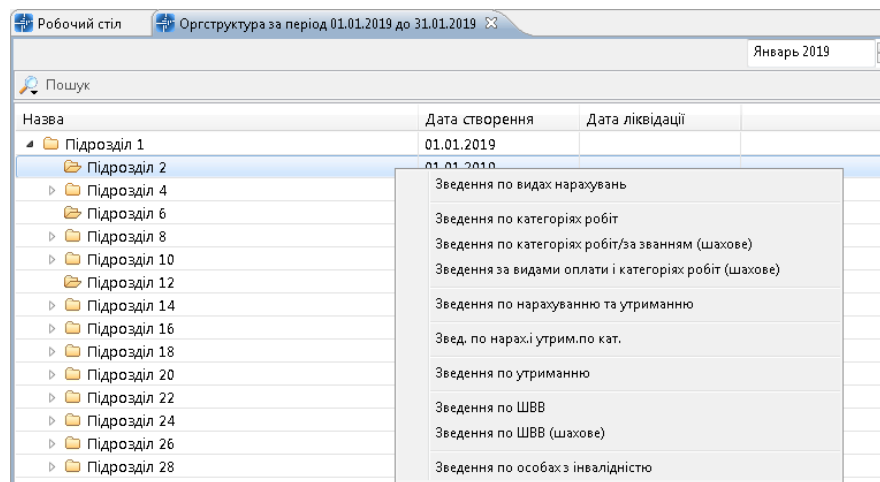 Робочий стіл
Оргструктура за період 01.01.2019 до 31.01.2019
Январь 2019
Пошук
Назва Дата створення Дата ліквідації
Підрозділ 1 01.01.2019
Підрозділ 2 01.01.2019
Підрозділ 4
Підрозділ 6
Підрозділ 8
Підрозділ 10
Підрозділ 12
Підрозділ 14
Підрозділ 16
Підрозділ 18
Підрозділ 20
Підрозділ 22
Підрозділ 24
Підрозділ 26
Підрозділ 28
Зведення по видах нарахувань
Зведення по категоріях робіт
Зведення по категоріях робіт/за званням (шахове)
Зведення за видами оплати і категоріях робіт (шахове)
Зведення по нарахуванню та утриманню
Звед. по нарах.і утрим.по кат.
Зведення по утриманню
Зведення по ШВВ
Зведення по ШВВ (шахове)
Зведення по особах з інвалідністю